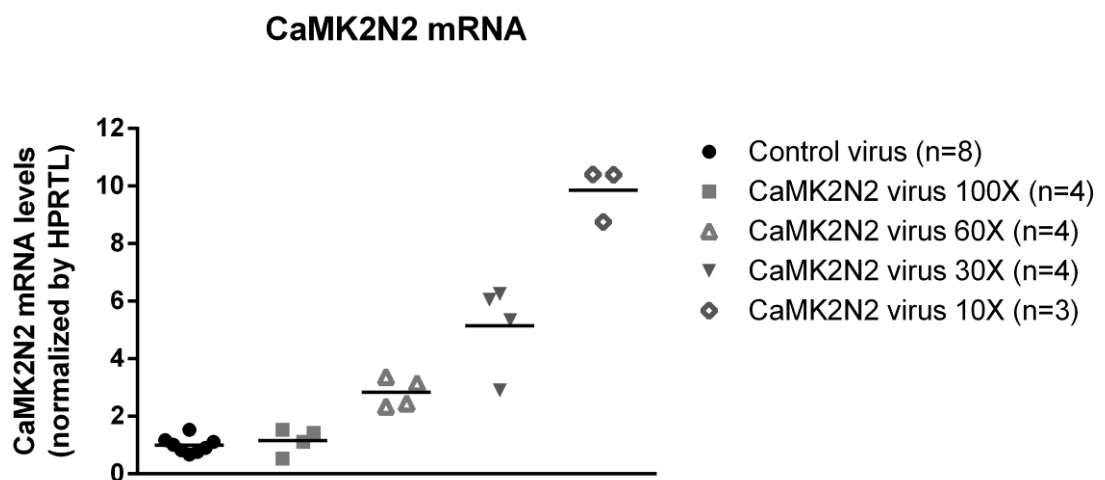 CaMK2N2 mRNA
CaMK2N2 mRNA levels
(normalized by HPRTL)
12
10
8
6
4
2
0
Control virus (n=8)
CaMK2N2 virus 100X (n=4)
CaMK2N2 virus 60X (n=4)
CaMK2N2 virus 30X (n=4)
CaMK2N2 virus 10X (n=3)